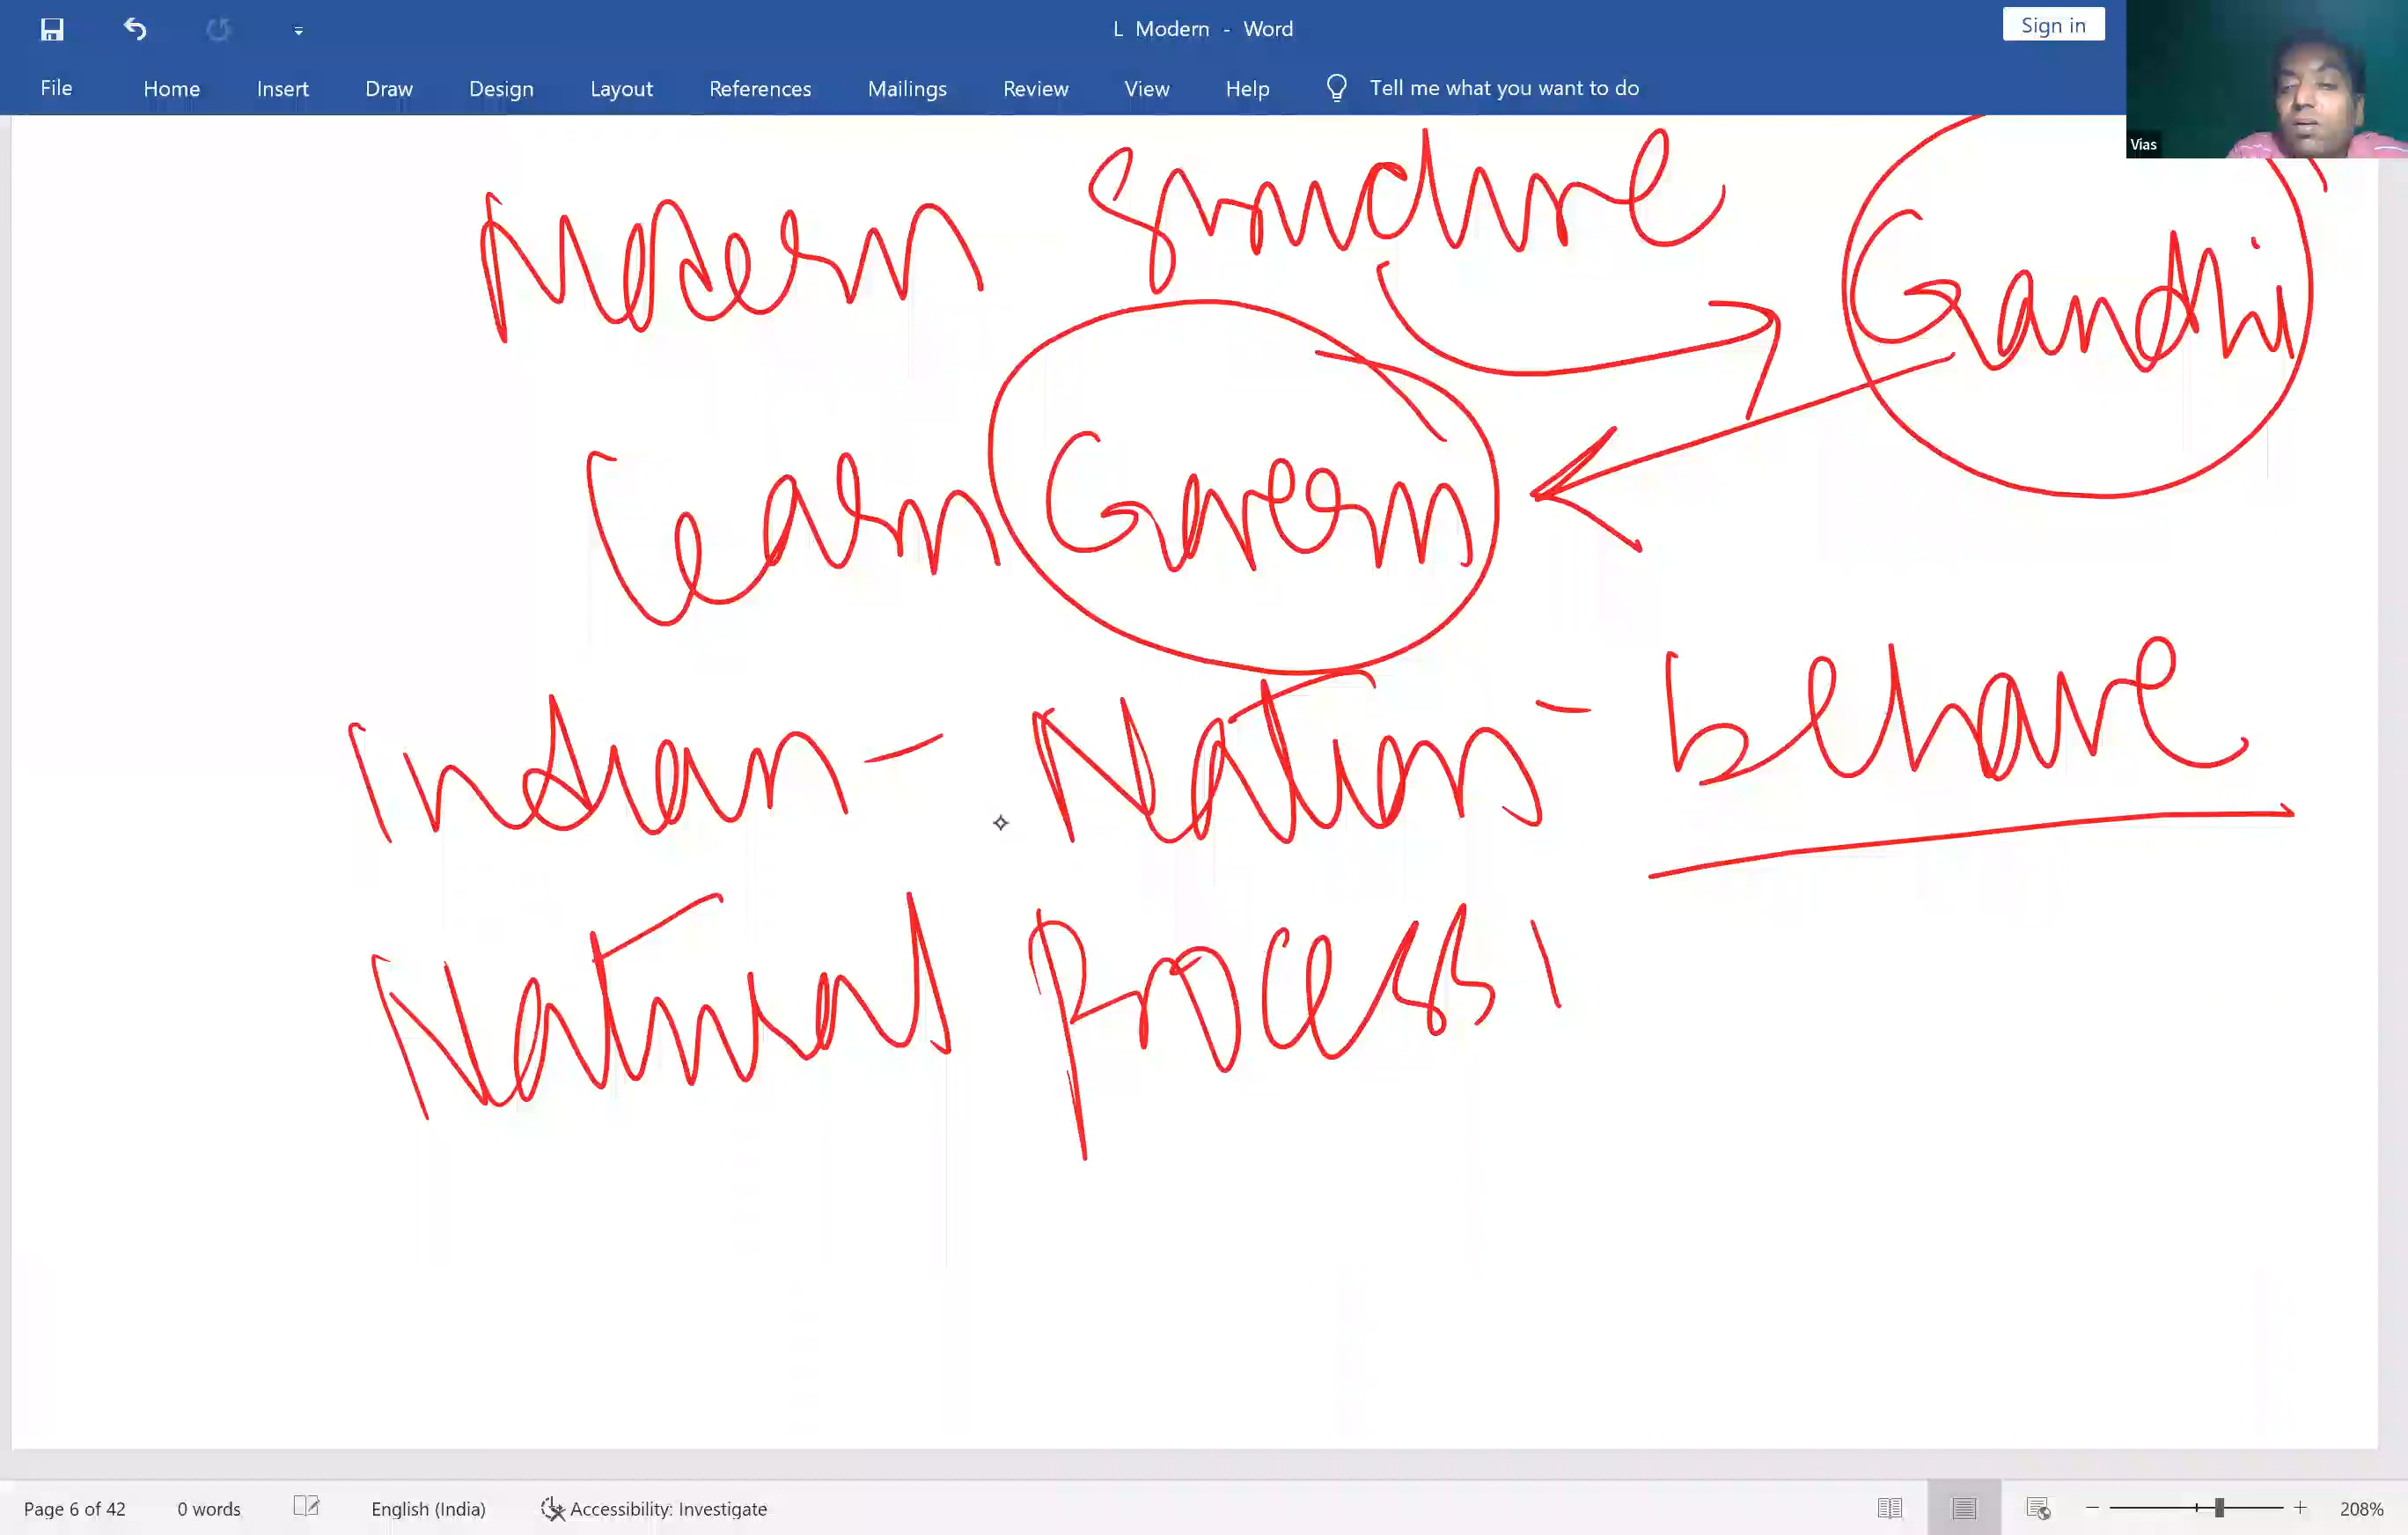 L Modern - Word
Sign in
File Home Insert Draw Design Layout References Mailings Review View Help Tell me what you want to do
Vias
Modern Structure
Gandhi
Learn Govern
Indian - Nation - behave
Natural Process
Page 6 of 42 0 words English (India) Accessibility: Investigate 208%